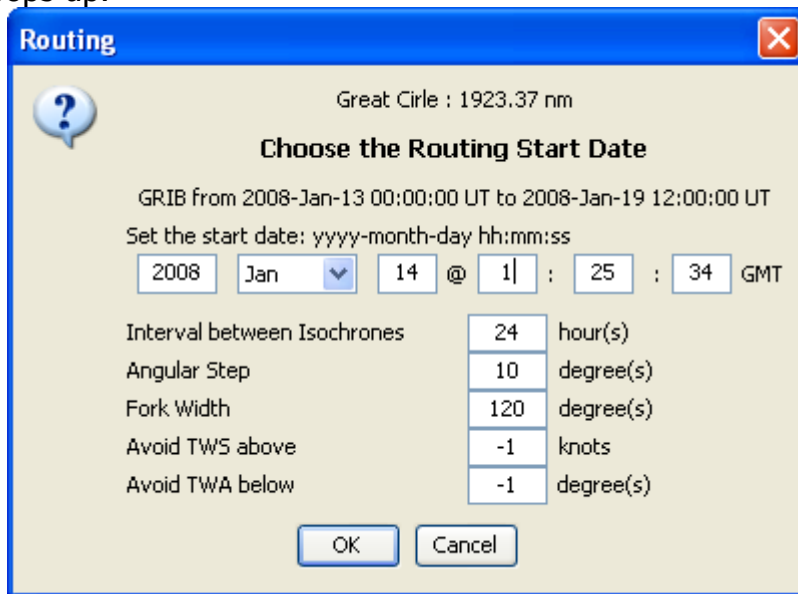 Routing
Great Cirle : 1923.37 nm
Choose the Routing Start Date
GRIB from 2008-Jan-13 00:00:00 UT to 2008-Jan-19 12:00:00 UT
Set the start date: yyyy-month-day hh:mm:ss
2008 Jan 14 @ 1 : 25 : 34 GMT
Interval between Isochrones 24 hour(s)
Angular Step 10 degree(s)
Fork Width 120 degree(s)
Avoid TWS above -1 knots
Avoid TWA below -1 degree(s)
OK Cancel